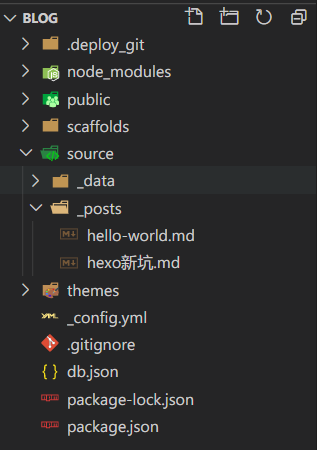 BLOG
.deploy_git
node_modules
public
scaffolds
source
_data
_posts
hello-world.md
hexo新坑.md
themes
_config.yml
.gitignore
db.json
package-lock.json
package.json